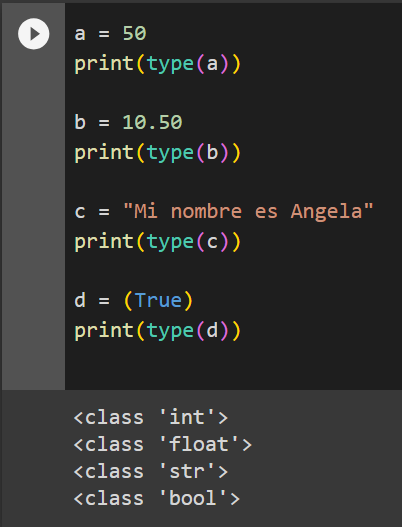 a = 50
print(type(a))
b = 10.50
print(type(b))
c = "Mi nombre es Angela"
print(type(c))
d = (True)
print(type(d))
<class 'int'>
<class 'float'>
<class 'str'>
<class 'bool'>